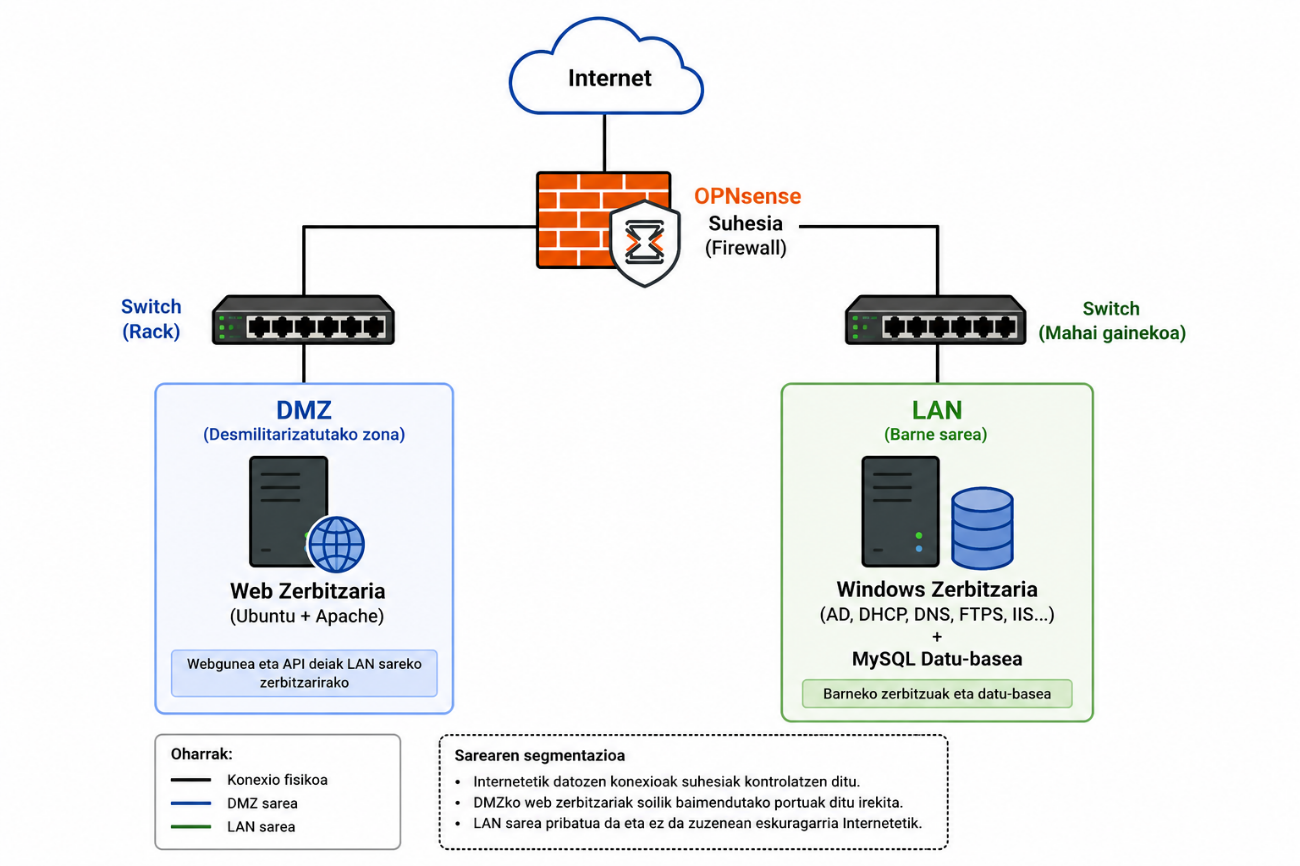 Internet
OPNsense
Suhesia
(Firewall)
Switch
(Rack)
Switch
(Mahai gainekoa)
DMZ
(Desmilitarizatutako zona)
Web Zerbitzaria
(Ubuntu + Apache)
Webgunea eta API deiak LAN sareko
zerbitzarirako
LAN
(Barne sarea)
Windows Zerbitzaria
(AD, DHCP, DNS, FTPS, IIS...)
+
MySQL Datu-basea
Barneko zerbitzuak eta datu-basea
Oharrak:
Konexio fisikoa
DMZ sarea
LAN sarea
Sarearen segmentazioa
• Internetetik datozen konexioak suhesiak kontrolatzen ditu.
• DMZko web zerbitzariak soilik baimendutako portuak ditu irekita.
• LAN sarea pribatua da eta ez da zuzenean eskuragarria Internetetik.